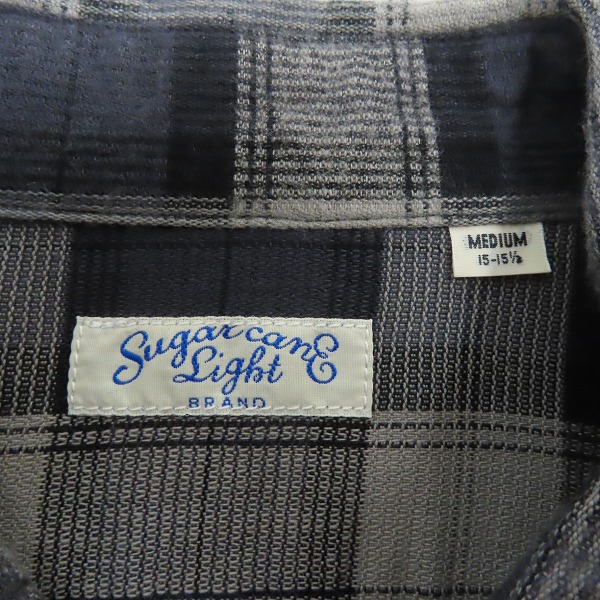 MEDIUM
15-15½
Sugar cane
Light
BRAND